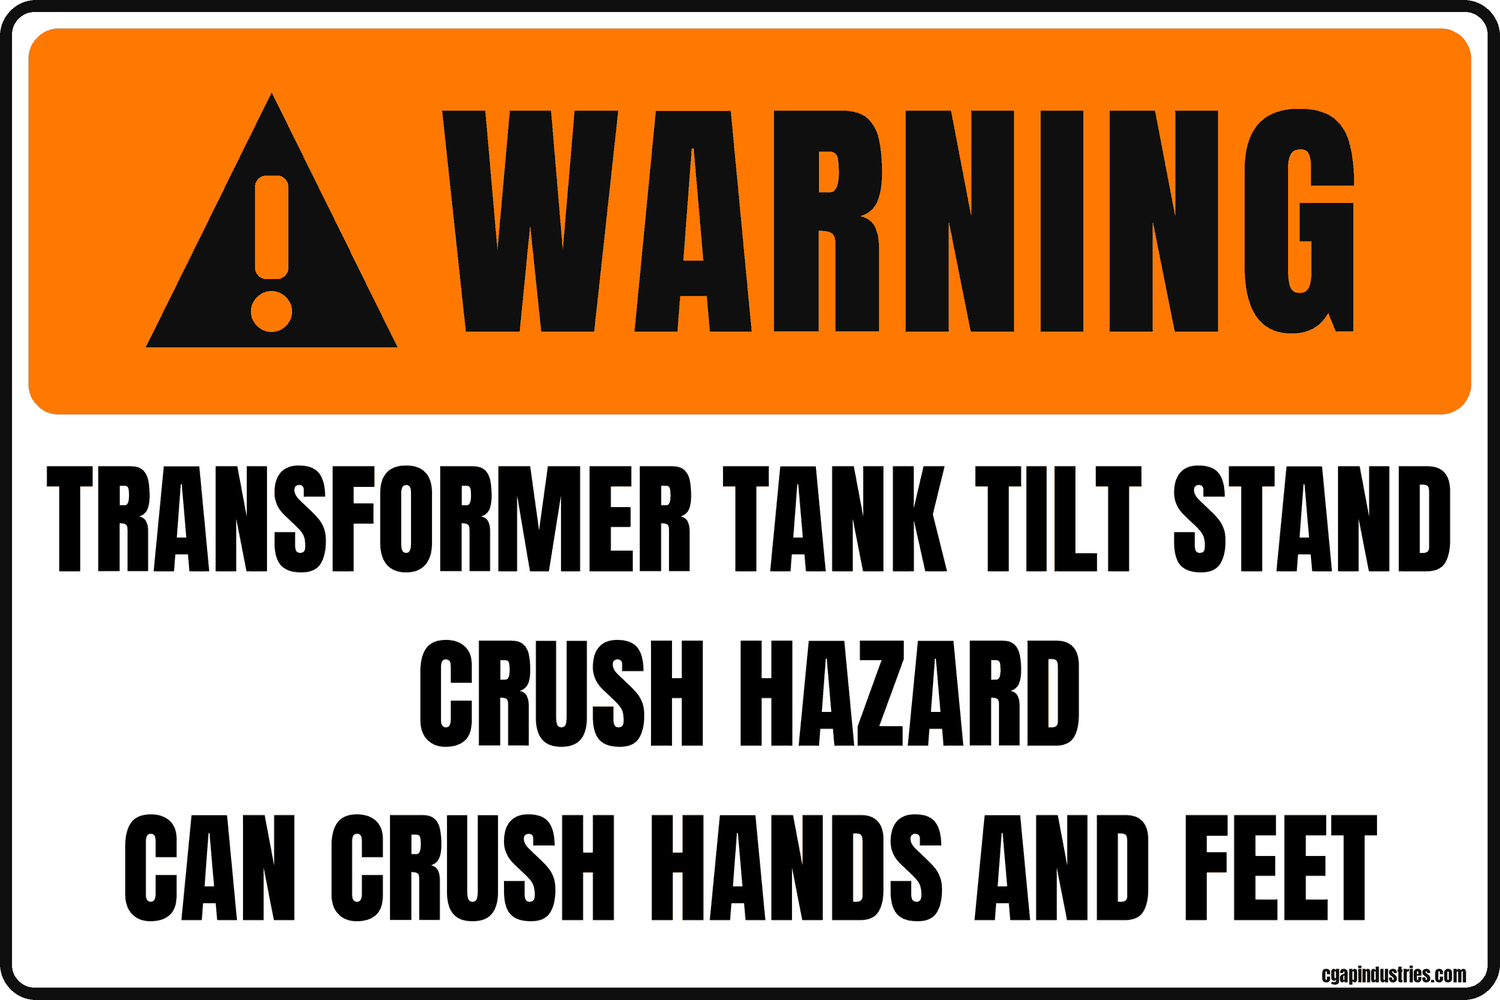 WARNING
TRANSFORMER TANK TILT STAND
CRUSH HAZARD
CAN CRUSH HANDS AND FEET
cgapindustries.com